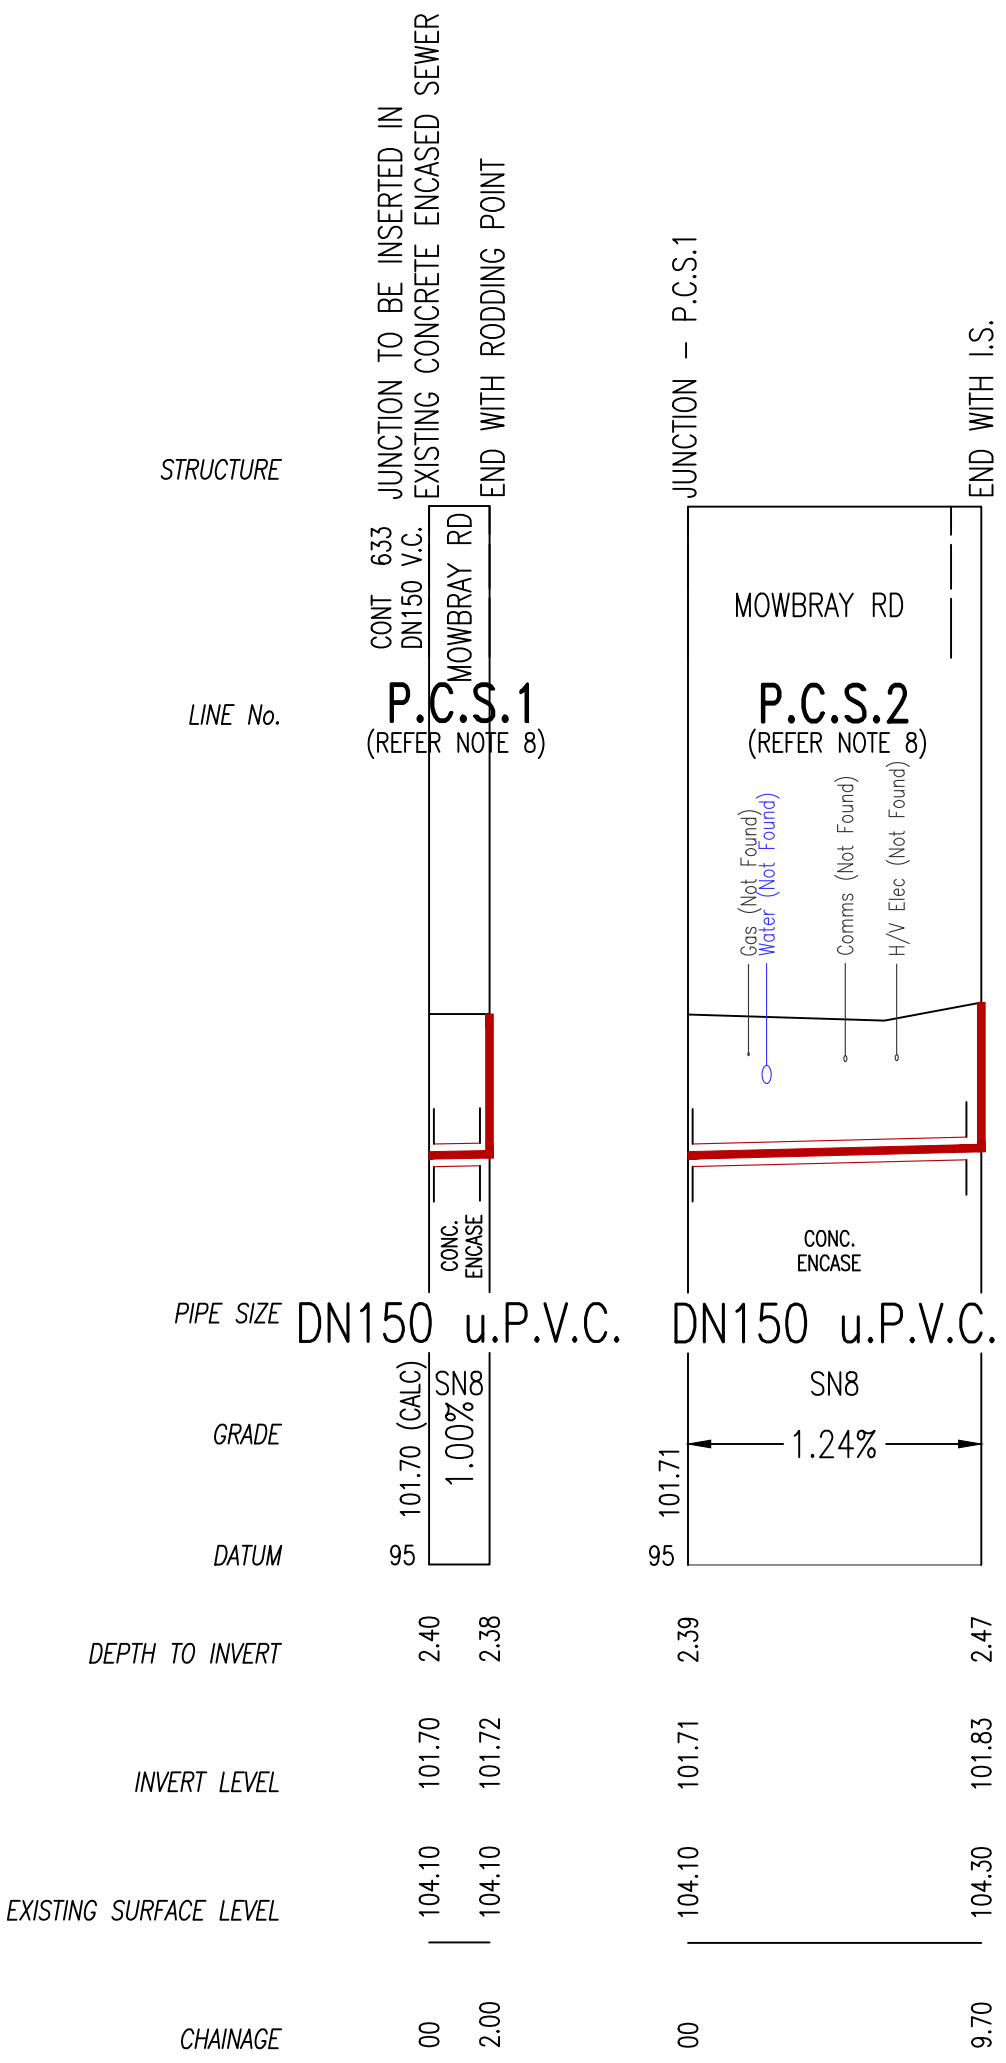 STRUCTURE
JUNCTION TO BE INSERTED IN
EXISTING CONCRETE ENCASED SEWER
END WITH RODDING POINT
JUNCTION - P.C.S.1
END WITH I.S.
CONT 633
DN150 V.C.
MOWBRAY RD
MOWBRAY RD
LINE No.
P.C.S.1
(REFER NOTE 8)
P.C.S.2
(REFER NOTE 8)
Gas (Not Found)
Water (Not Found)
Comms (Not Found)
H/V Elec (Not Found)
CONC.
ENCASE
CONC.
ENCASE
PIPE SIZE
DN150 u.P.V.C.
DN150 u.P.V.C.
SN8
SN8
GRADE
101.70 (CALC)
1.00%
101.71
1.24%
DATUM
95
95
DEPTH TO INVERT
2.40
2.38
2.39
2.47
INVERT LEVEL
101.70
101.72
101.71
101.83
EXISTING SURFACE LEVEL
104.10
104.10
104.10
104.30
CHAINAGE
00
2.00
00
9.70